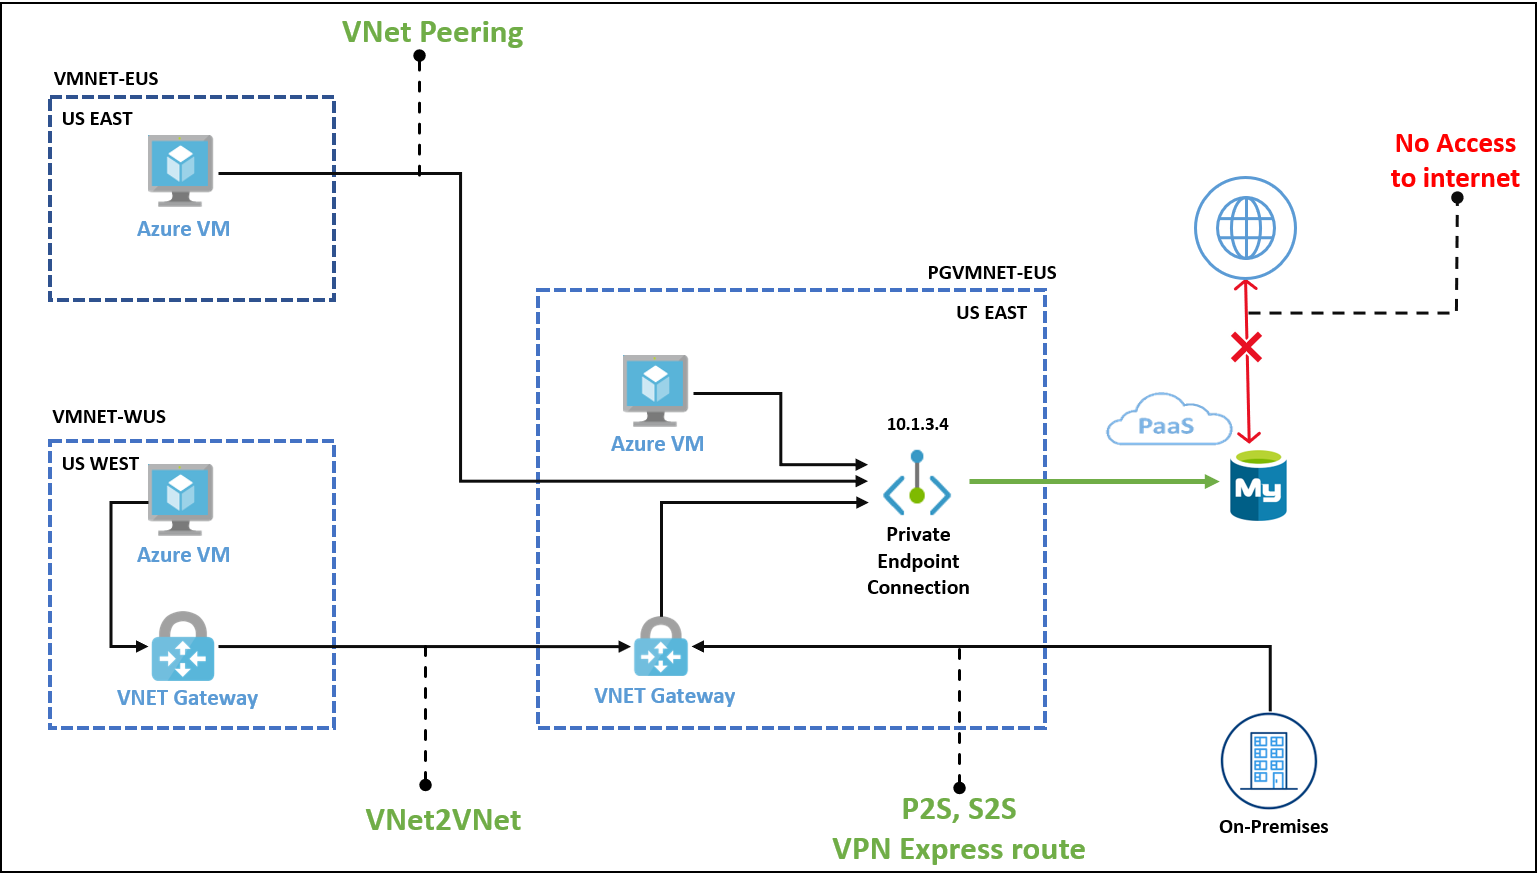 VNet Peering
VMNET-EUS
US EAST
Azure VM
No Access
to internet
PGVMNET-EUS
US EAST
Azure VM
10.1.3.4
PaaS
My
Private
Endpoint
Connection
VMNET-WUS
US WEST
Azure VM
VNET Gateway
VNET Gateway
VNet2VNet
P2S, S2S
VPN Express route
On-Premises